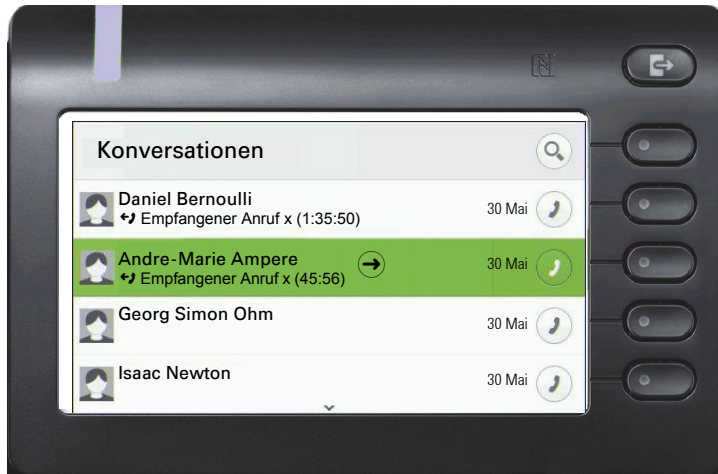 Konversationen
Daniel Bernoulli
Empfangener Anruf x (1:35:50)
30 Mai
Andre-Marie Ampere
Empfangener Anruf x (45:56)
30 Mai
Georg Simon Ohm
30 Mai
Isaac Newton
30 Mai